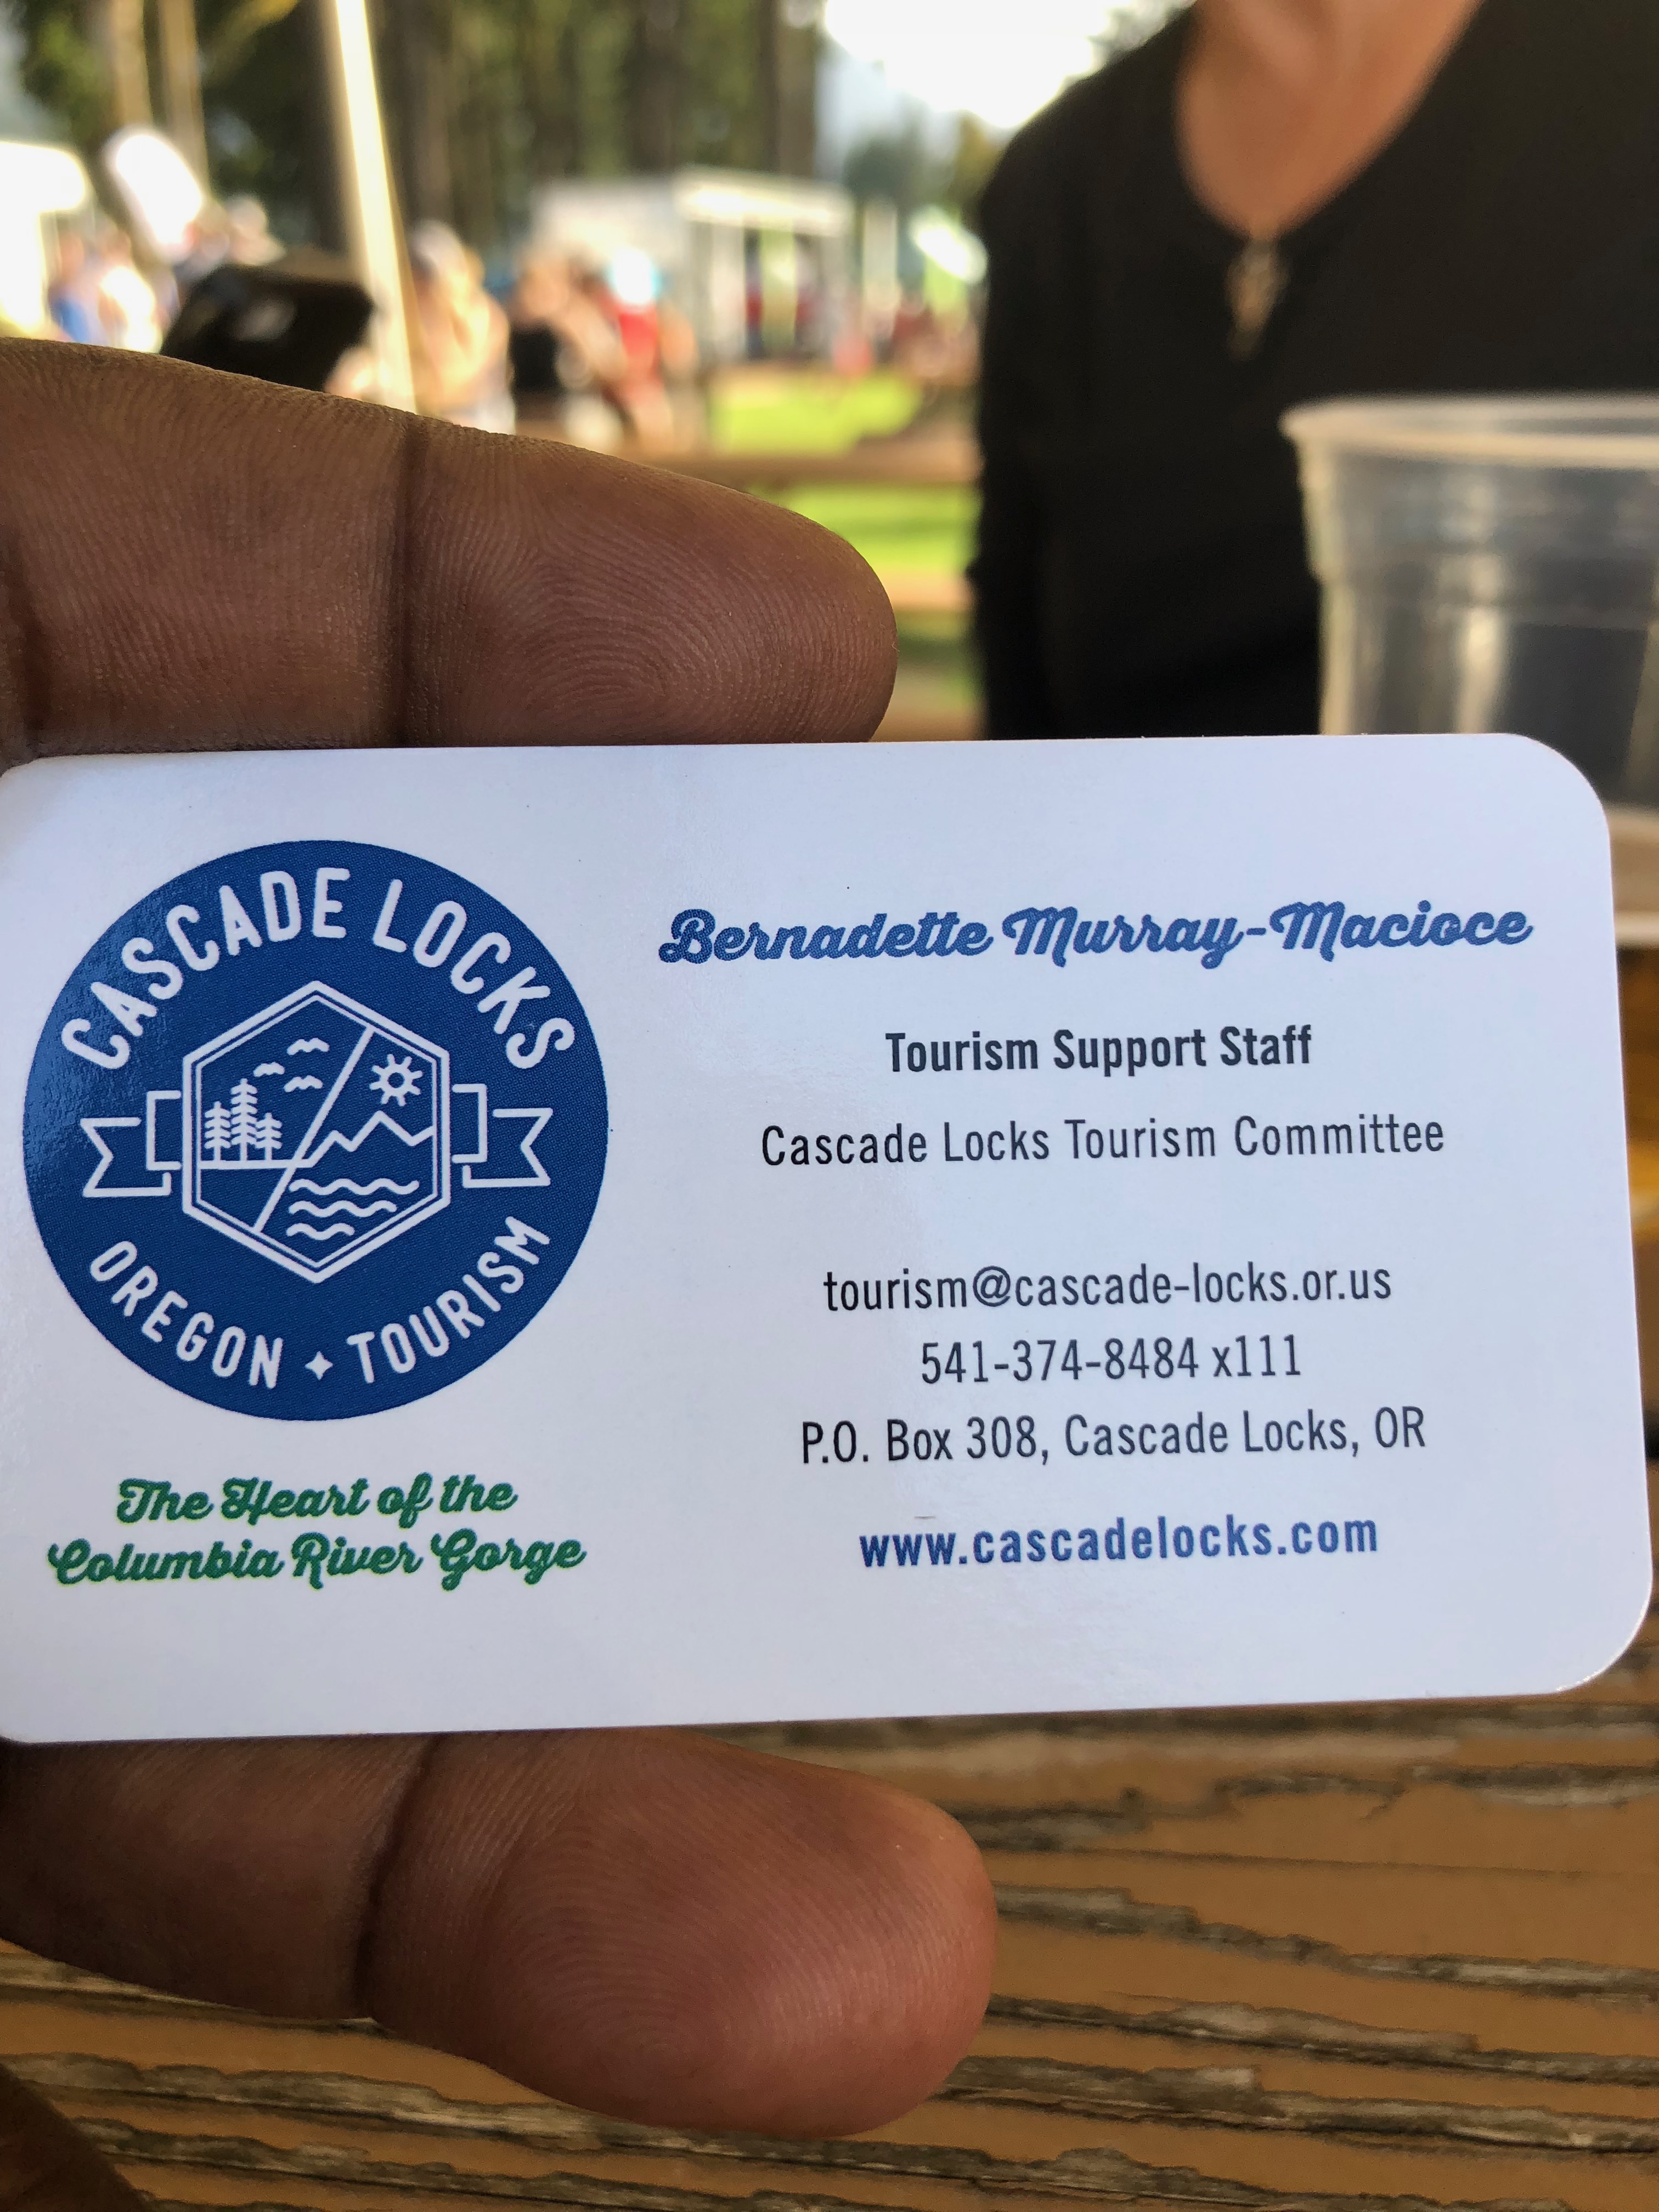 CASCADE LOCKS
OREGON ✦ TOURISM
The Heart of the
Columbia River Gorge
Bernadette Murray-Macioce
Tourism Support Staff
Cascade Locks Tourism Committee
tourism@cascade-locks.or.us
541-374-8484 x111
P.O. Box 308, Cascade Locks, OR
www.cascadelocks.com